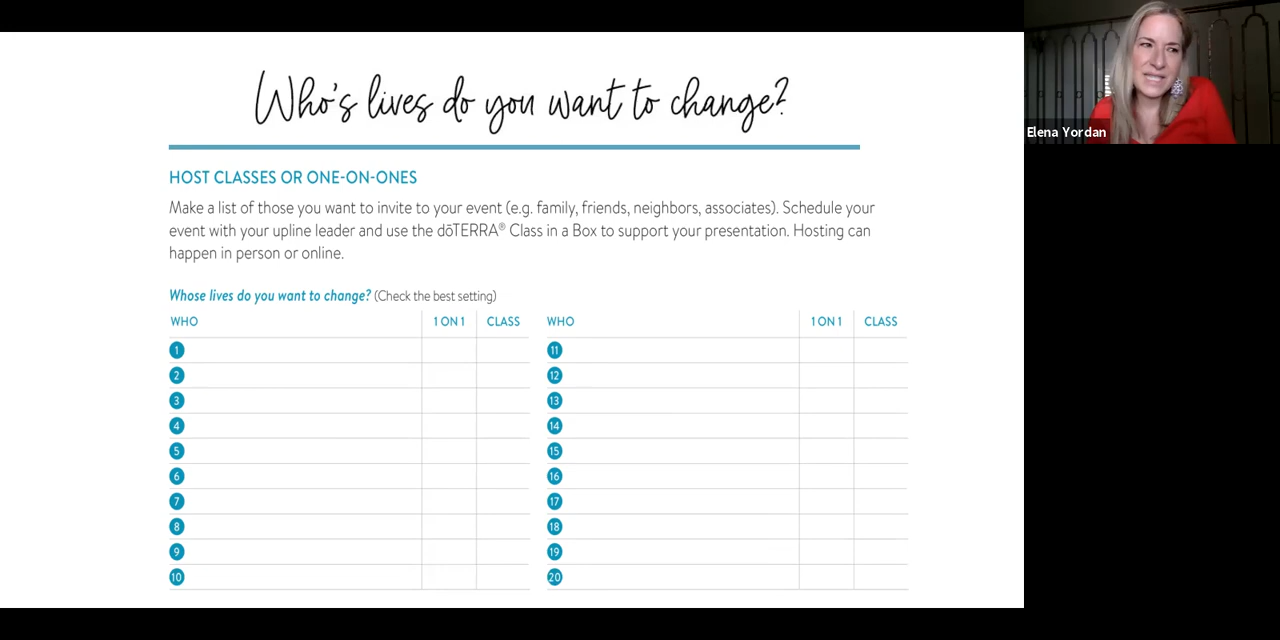 Who's lives do you want to change?
Elena Yordan
HOST CLASSES OR ONE-ON-ONES
Make a list of those you want to invite to your event (e.g. family, friends, neighbors, associates). Schedule your
event with your upline leader and use the dōTERRA® Class in a Box to support your presentation. Hosting can
happen in person or online.
Whose lives do you want to change? (Check the best setting)
WHO 1 ON 1 CLASS WHO 1 ON 1 CLASS
1 11
2 12
3 13
4 14
5 15
6 16
7 17
8 18
9 19
10 20